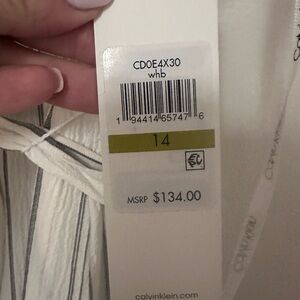 CD0E4X30
whb
1 94414 65747 6
14
MSRP $134.00
calvinklein.com